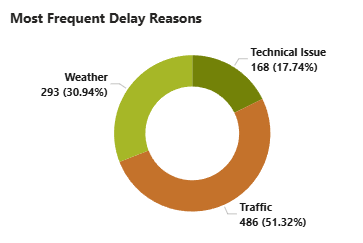 Most Frequent Delay Reasons
Technical Issue
168 (17.74%)
Weather
293 (30.94%)
Traffic
486 (51.32%)